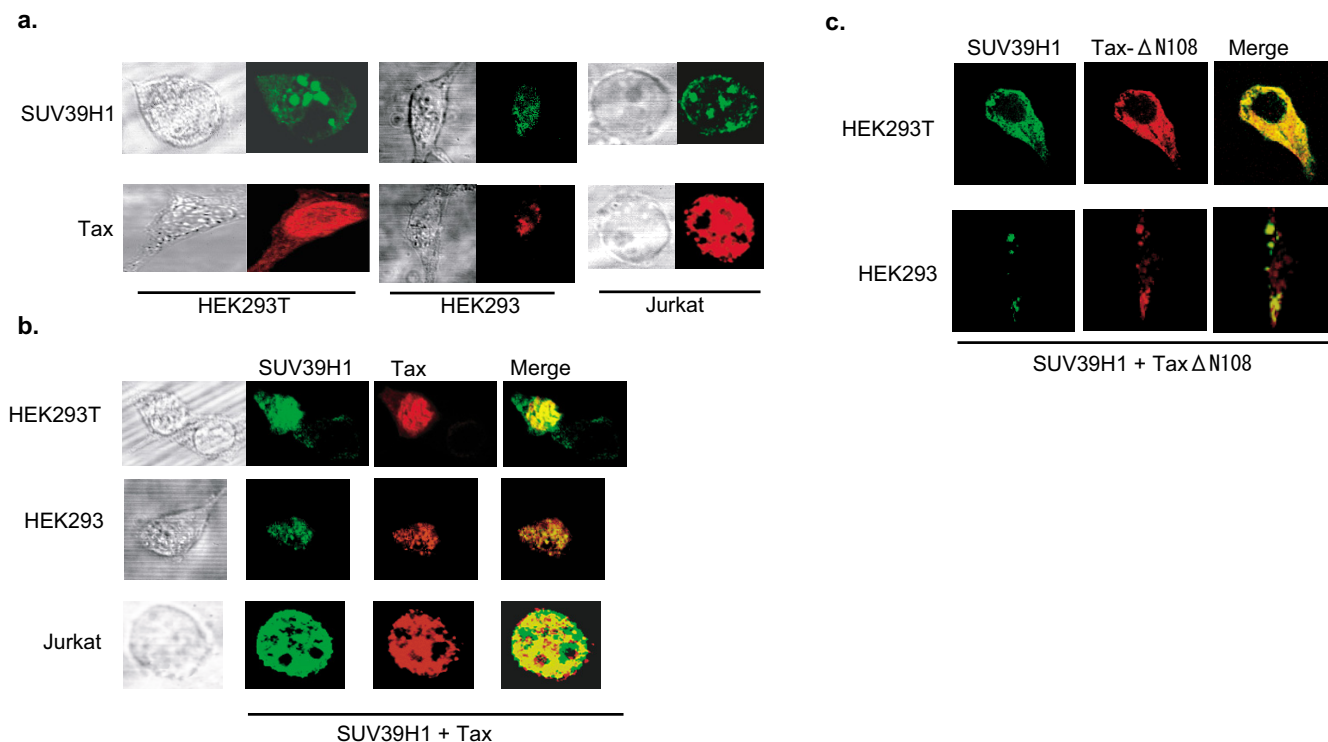 a.
SUV39H1
Tax
HEK293T HEK293 Jurkat
b.
SUV39H1 Tax Merge
HEK293T
HEK293
Jurkat
SUV39H1 + Tax
c.
SUV39H1 Tax-ΔN108 Merge
HEK293T
HEK293
SUV39H1 + TaxΔN108